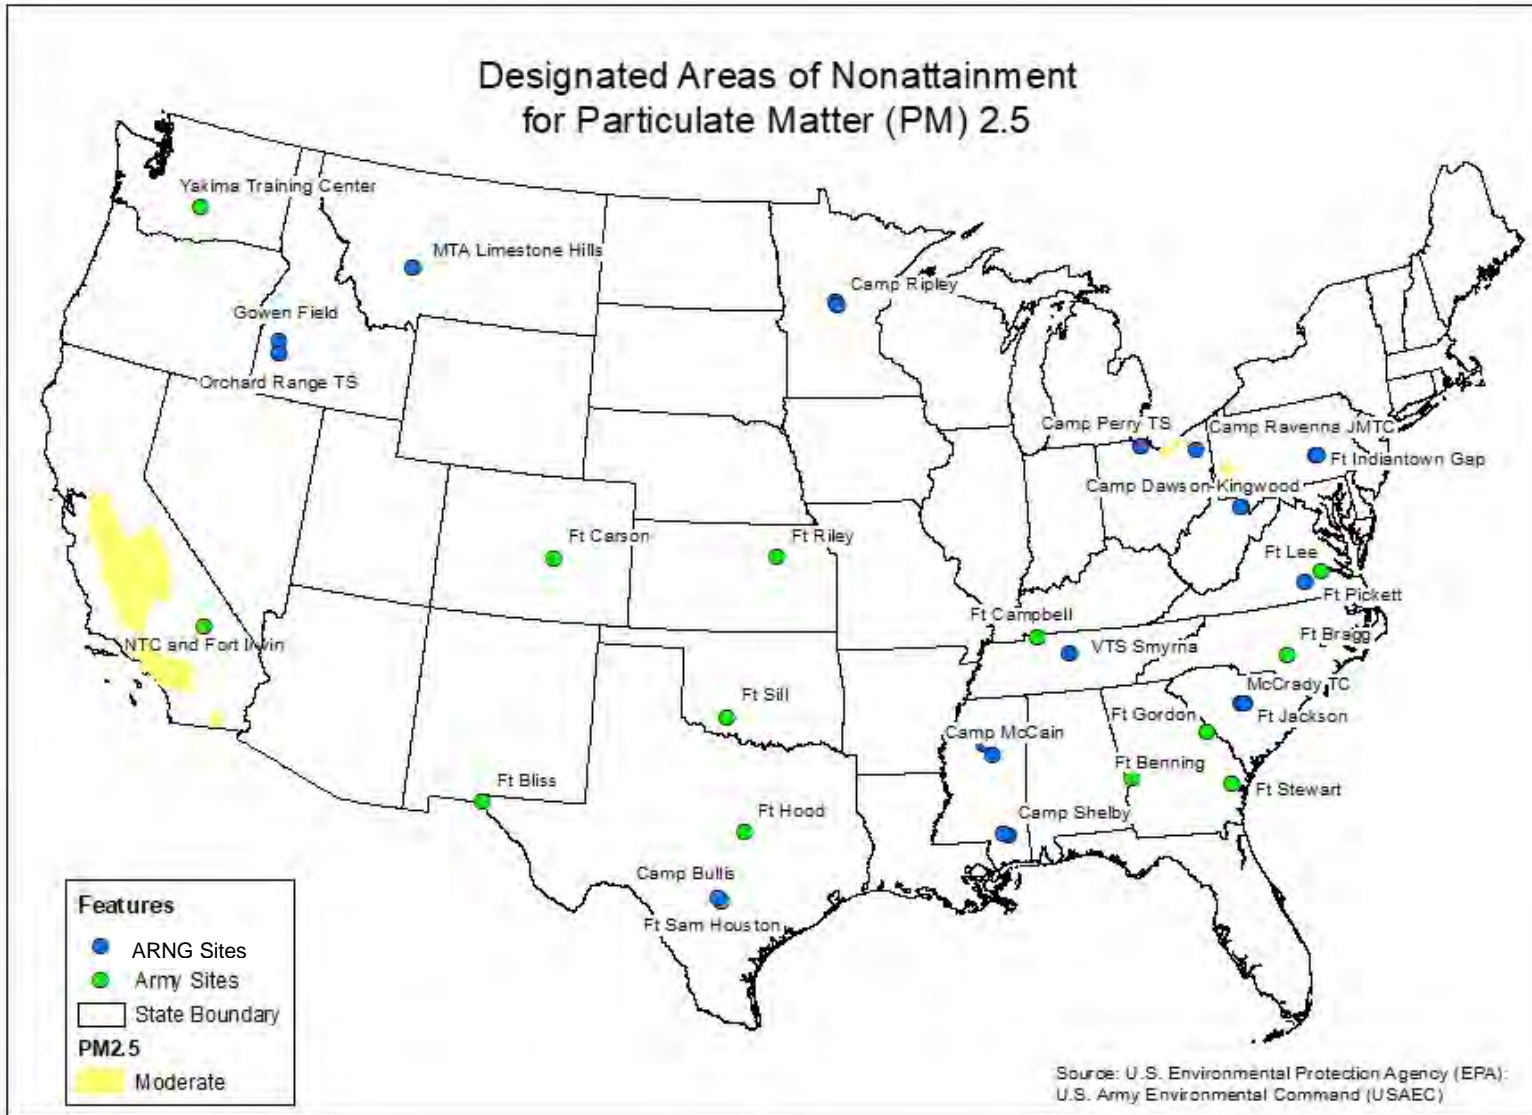 Designated Areas of Nonattainment
for Particulate Matter (PM) 2.5
Yakima Training Center
MTA Limestone Hills
Camp Ripley
Gowen Field
Orchard Range TS
Camp Perry TS
Camp Ravenna JMTC
Ft Indiantown Gap
Camp Dawson-Kingwood
Ft Carson
Ft Riley
Ft Lee
Ft Pickett
Ft Campbell
NTC and Fort Irwin
VTS Smyrna
Ft Bragg
McCrady TC
Ft Sill
Ft Gordon
Ft Jackson
Camp McCain
Ft Benning
Ft Bliss
Ft Stewart
Ft Hood
Camp Shelby
Camp Bullis
Ft Sam Houston
Features
ARNG Sites
Army Sites
State Boundary
PM2.5
Moderate
Source: U.S. Environmental Protection Agency (EPA):
U.S. Army Environmental Command (USAEC)